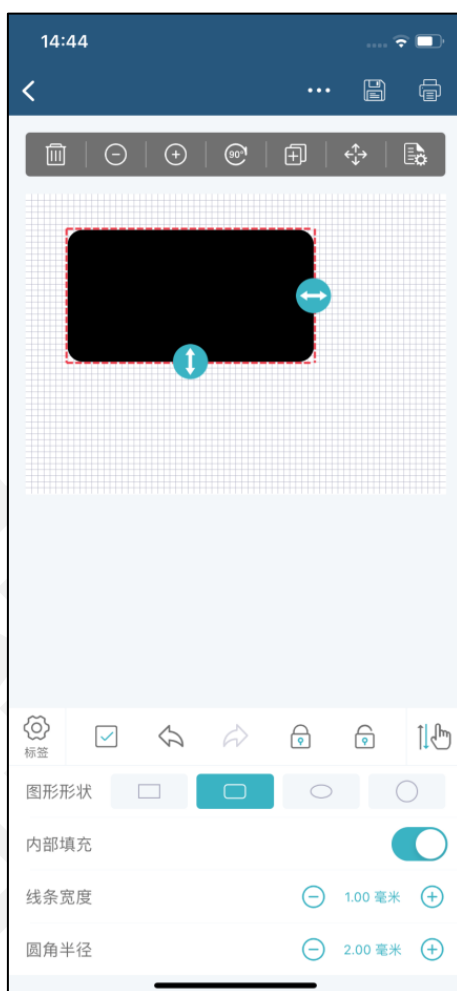 14:44
90°
标签
图形形状
内部填充
线条宽度 1.00 毫米
圆角半径 2.00 毫米